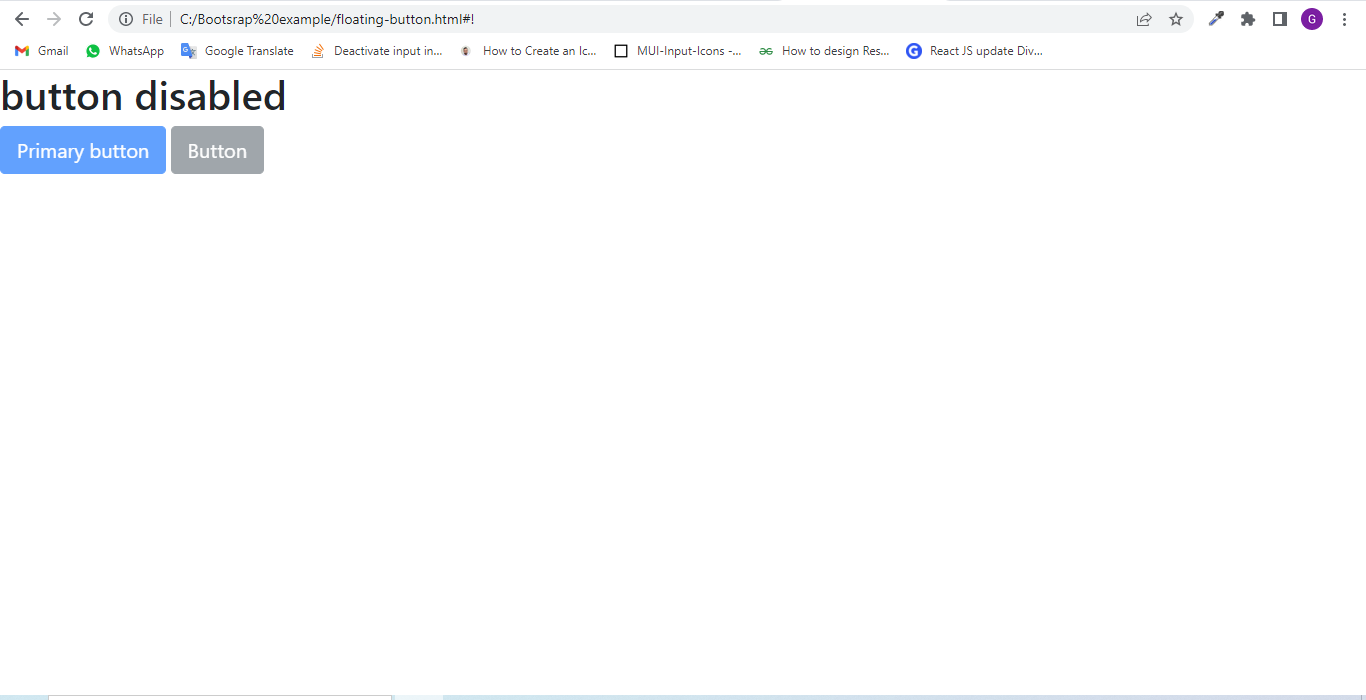 File C:/Bootsrap%20example/floating-button.html#! G
Gmail WhatsApp Google Translate Deactivate input in... How to Create an Ic... MUI-Input-Icons -... How to design Res... React JS update Div...
button disabled
Primary button Button